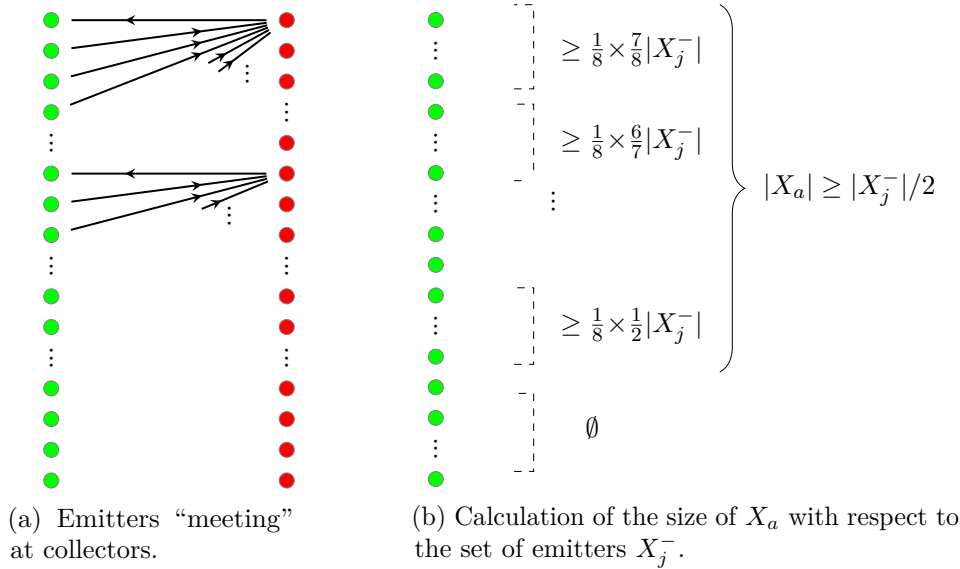 ≥ 1/8 × 7/8 |X_j^-|
≥ 1/8 × 6/7 |X_j^-|
|X_a| ≥ |X_j^-|/2
≥ 1/8 × 1/2 |X_j^-|
∅
(a) Emitters “meeting”
at collectors.
(b) Calculation of the size of X_a with respect to
the set of emitters X_j^-.